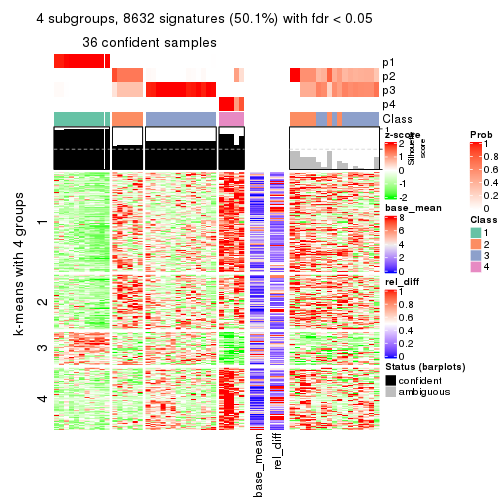 4 subgroups, 8632 signatures (50.1%) with fdr < 0.05
36 confident samples
p1
p2
p3
p4
Class
1
Silhouette
score
k-means with 4 groups
1
2
3
4
base_mean
rel_diff
z-score
2
1
0
-1
-2
base_mean
8
6
4
2
0
rel_diff
1
0.8
0.6
0.4
0.2
0
Status (barplots)
confident
ambiguous
Prob
1
0.8
0.6
0.4
0.2
0
Class
1
2
3
4